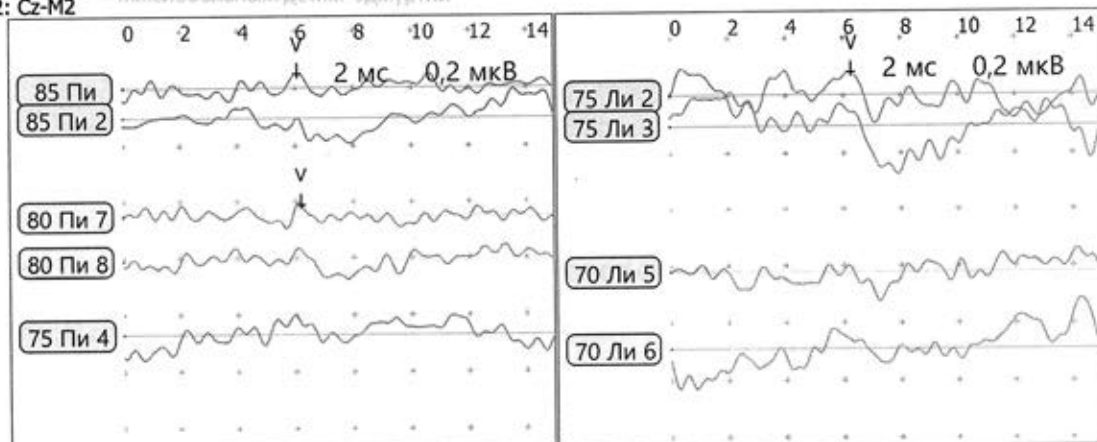 2: Cz-M2
0 2 4 6 8 10 12 14
v
2 мс 0,2 мкВ
85 Пи
85 Пи 2
v
80 Пи 7
80 Пи 8
75 Пи 4
0 2 4 6 8 10 12 14
v
2 мс 0,2 мкВ
75 Ли 2
75 Ли 3
70 Ли 5
70 Ли 6